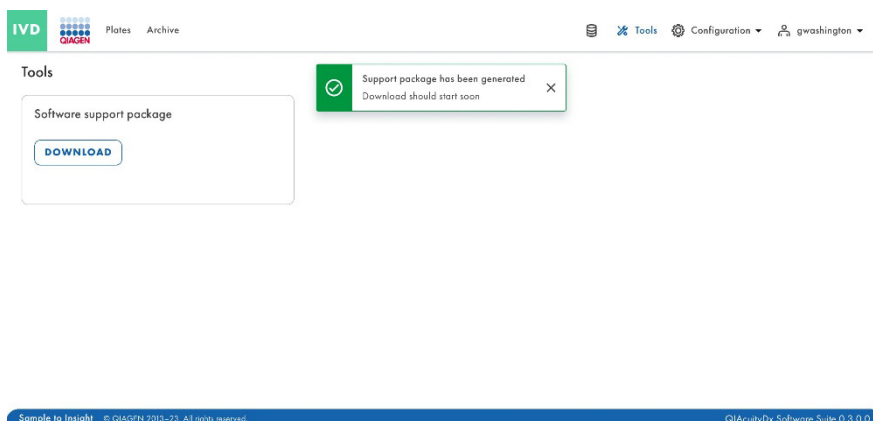 IVD
QIAGEN
Plates Archive
Tools Configuration gwashington
Tools
Support package has been generated
Download should start soon
Software support package
DOWNLOAD
Sample to Insight © QIAGEN 2013–23. All rights reserved. QIAcuityDx Software Suite 0.3.0.0